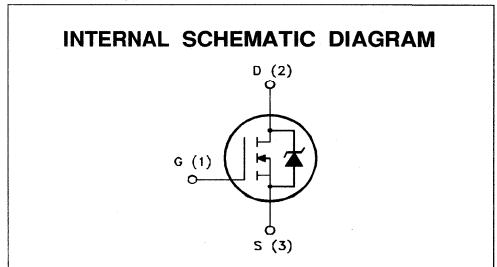 INTERNAL SCHEMATIC DIAGRAM
D (2)
G (1)
S (3)